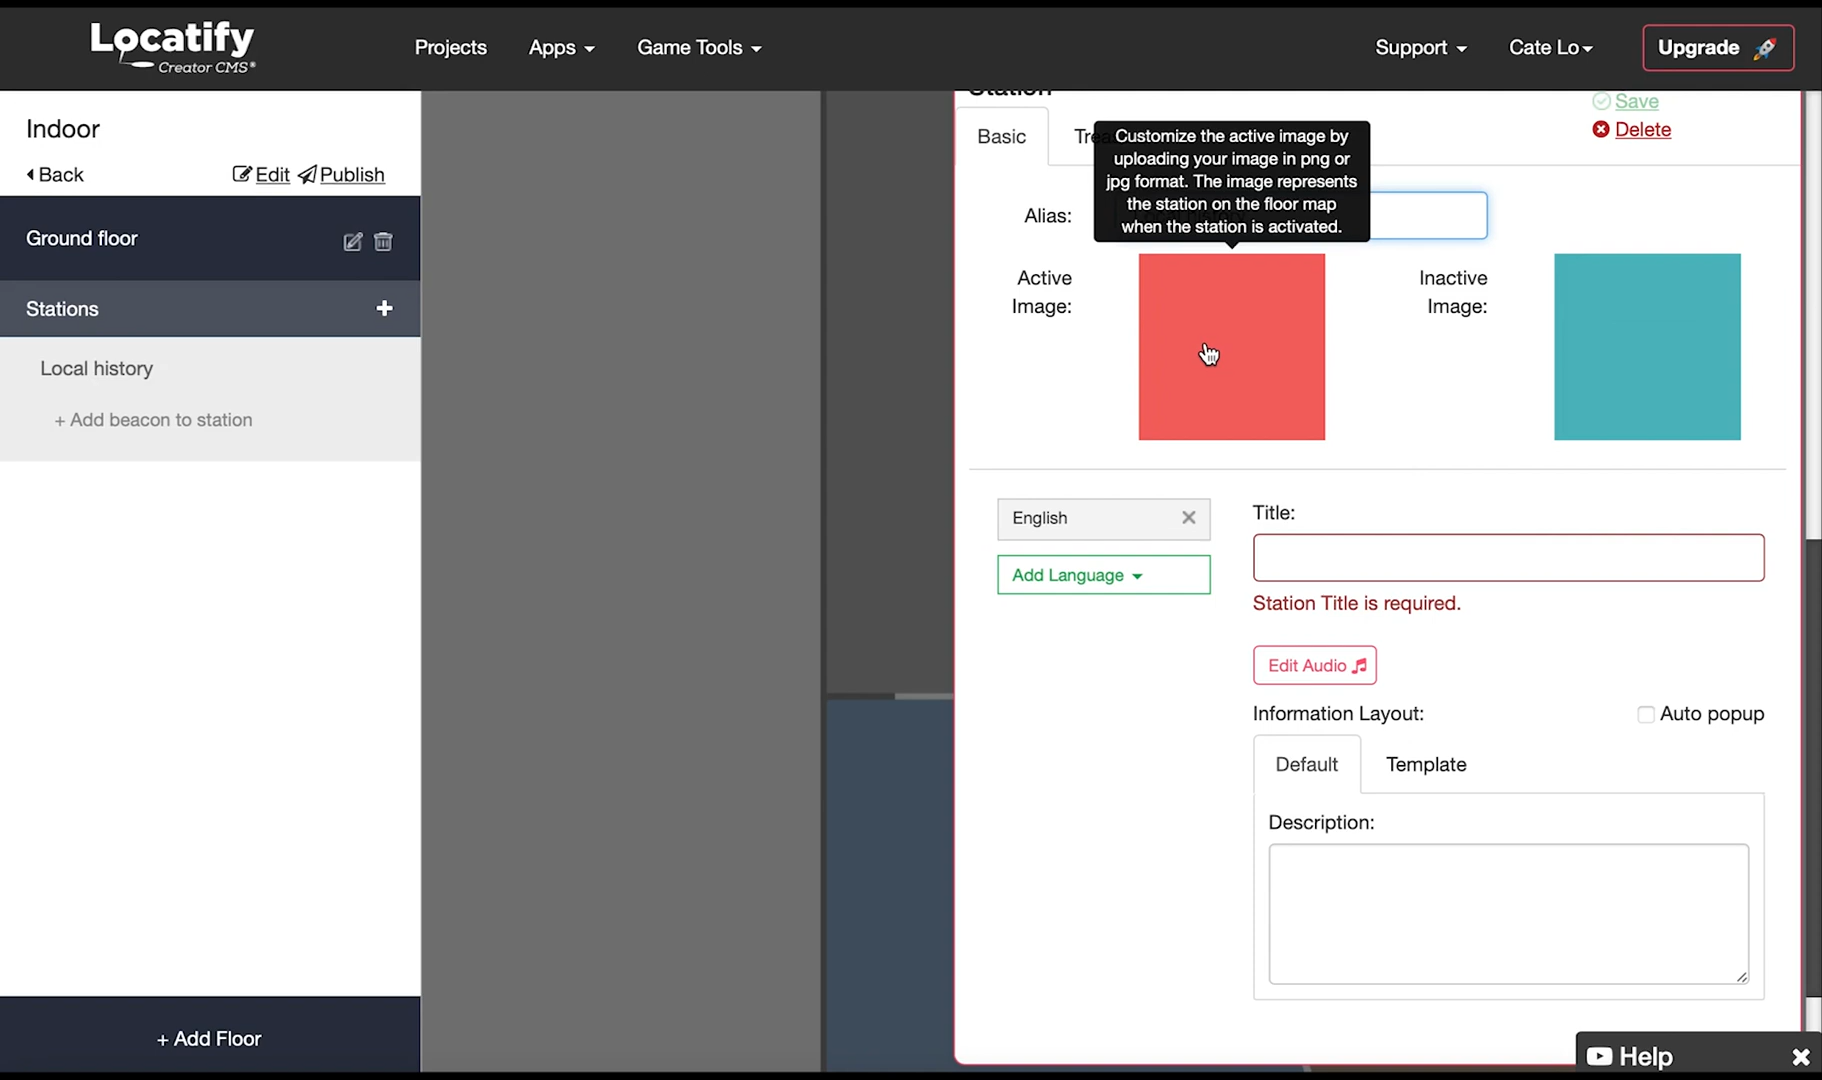 Locatify
Creator CMS®
Projects
Apps
Game Tools
Support
Cate Lo
Upgrade
Indoor
Back
Edit
Publish
Ground floor
Stations
+
Local history
+ Add beacon to station
+ Add Floor
Station
Save
Delete
Basic
Customize the active image by
uploading your image in png or
jpg format. The image represents
the station on the floor map
when the station is activated.
Alias:
Active
Image:
Inactive
Image:
English
Add Language
Title:
Station Title is required.
Edit Audio
Information Layout:
Auto popup
Default
Template
Description:
Help